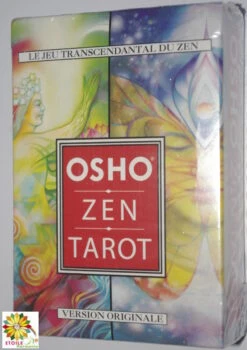 LE JEU TRANSCENDANTAL DU ZEN
OSHO®
ZEN
TAROT
VERSION ORIGINALE
ETOILE